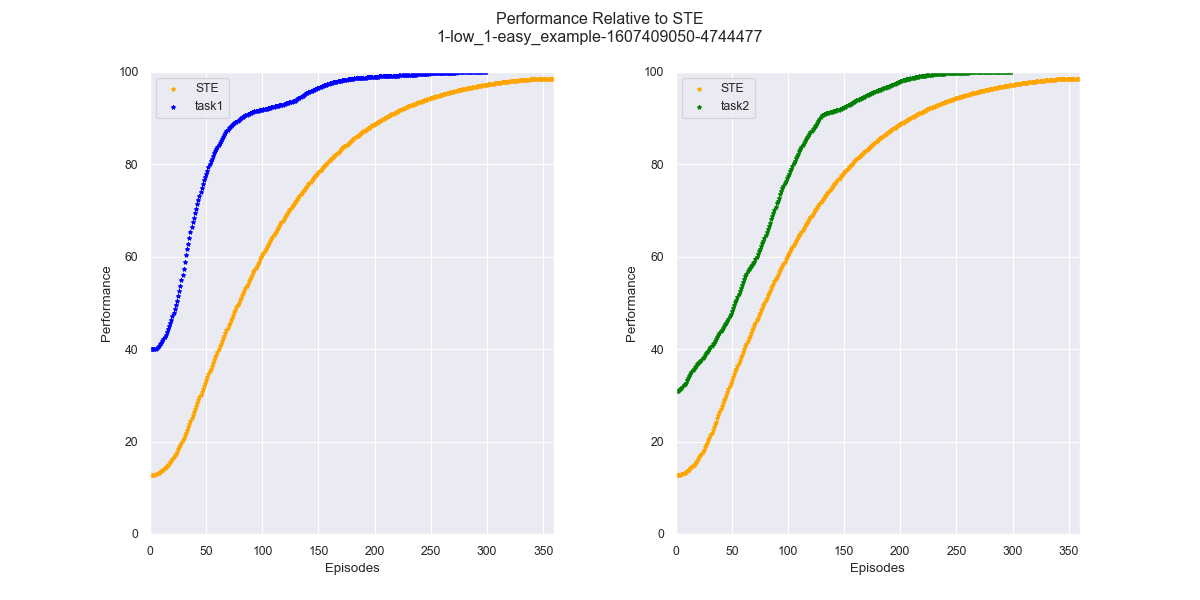 Performance Relative to STE
1-low_1-easy_example-1607409050-4744477
STE
task1
100
80
60
40
20
0
Performance
0 50 100 150 200 250 300 350
Episodes
STE
task2
100
80
60
40
20
0
Performance
0 50 100 150 200 250 300 350
Episodes